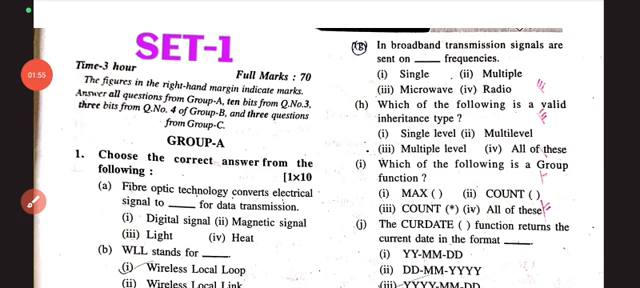 01:55
SET-1
Time-3 hour
Full Marks : 70
The figures in the right-hand margin indicate marks.
Answer all questions from Group-A, ten bits from Q.No.3,
three bits from Q.No. 4 of Group-B, and three questions
from Group-C.
GROUP-A
1. Choose the correct answer from the
following : [1×10
(a) Fibre optic technology converts electrical
signal to ____ for data transmission.
(i) Digital signal (ii) Magnetic signal
(iii) Light (iv) Heat
(b) WLL stands for ____.
(i) Wireless Local Loop
(ii) Wireless Local Link
(g) In broadband transmission signals are
sent on ____ frequencies.
(i) Single (ii) Multiple
(iii) Microwave (iv) Radio
(h) Which of the following is a valid
inheritance type ?
(i) Single level (ii) Multilevel
(iii) Multiple level (iv) All of these
(i) Which of the following is a Group
function ?
(i) MAX ( ) (ii) COUNT ( )
(iii) COUNT (*) (iv) All of these
(j) The CURDATE ( ) function returns the
current date in the format ____.
(i) YY-MM-DD
(ii) DD-MM-YYYY
(iii) YYYY-MM-DD